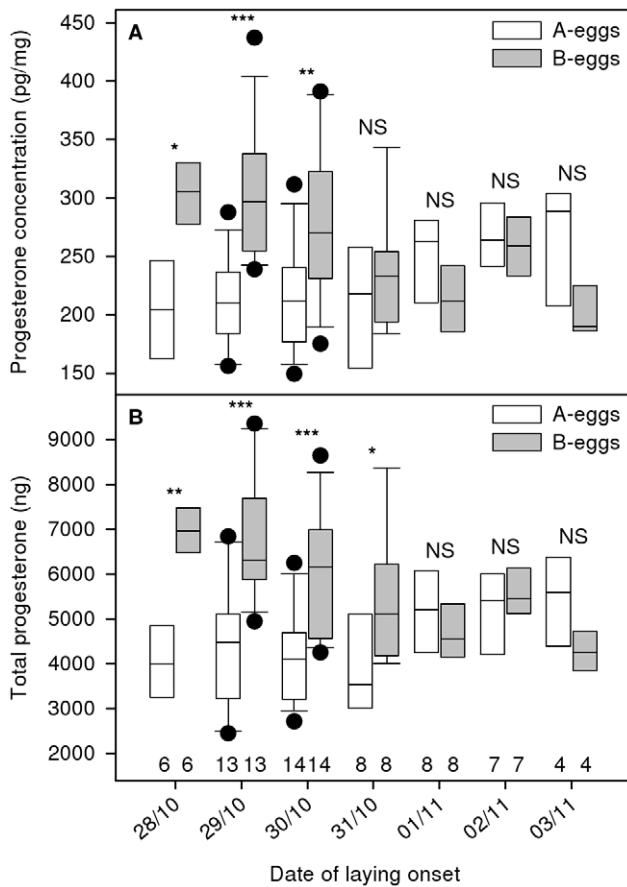 A
A-eggs
B-eggs
Progesterone concentration (pg/mg)
450
400
350
300
250
200
150
*
***
**
NS
NS
NS
NS
B
A-eggs
B-eggs
Total progesterone (ng)
9000
8000
7000
6000
5000
4000
3000
2000
**
***
***
*
NS
NS
NS
6 6 13 13 14 14 8 8 8 8 7 7 4 4
28/10 29/10 30/10 31/10 01/11 02/11 03/11
Date of laying onset